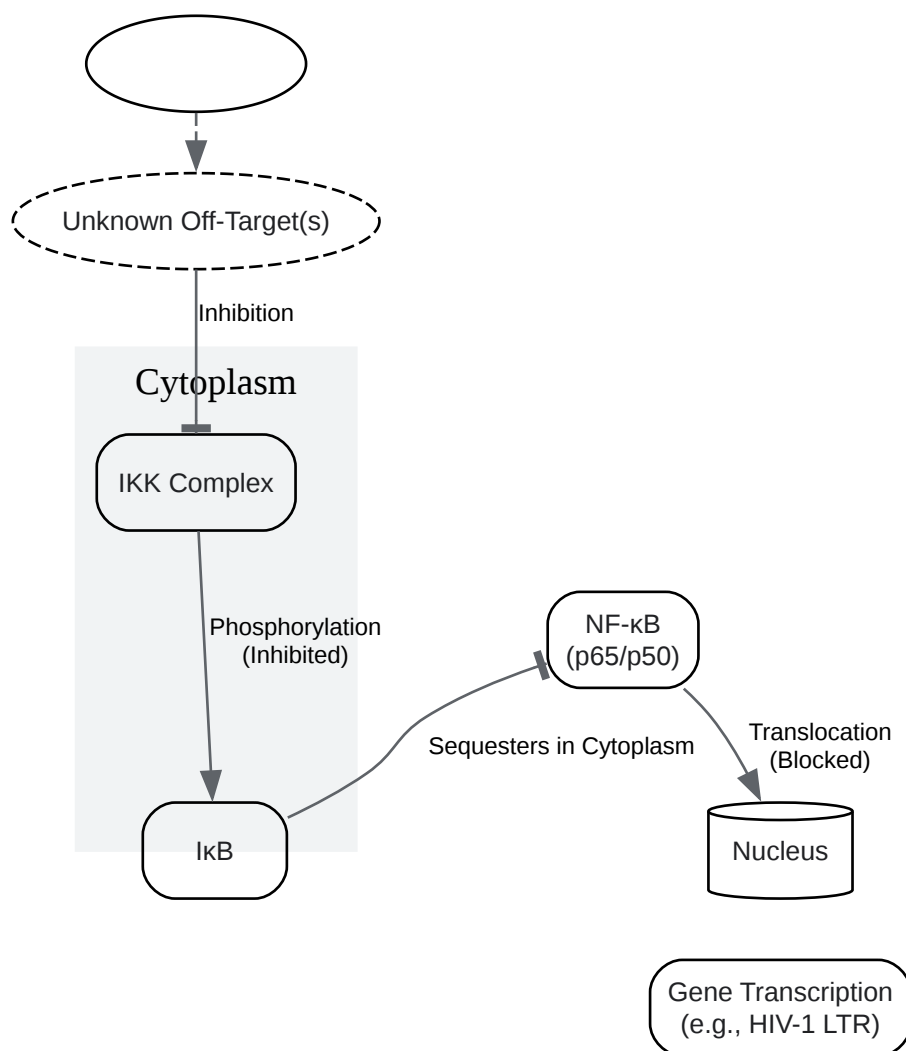 Unknown Off-Target(s)
Inhibition
Cytoplasm
IKK Complex
Phosphorylation
(Inhibited)
NF-κB
(p65/p50)
Sequesters in Cytoplasm
Translocation
(Blocked)
IκB
Nucleus
Gene Transcription
(e.g., HIV-1 LTR)